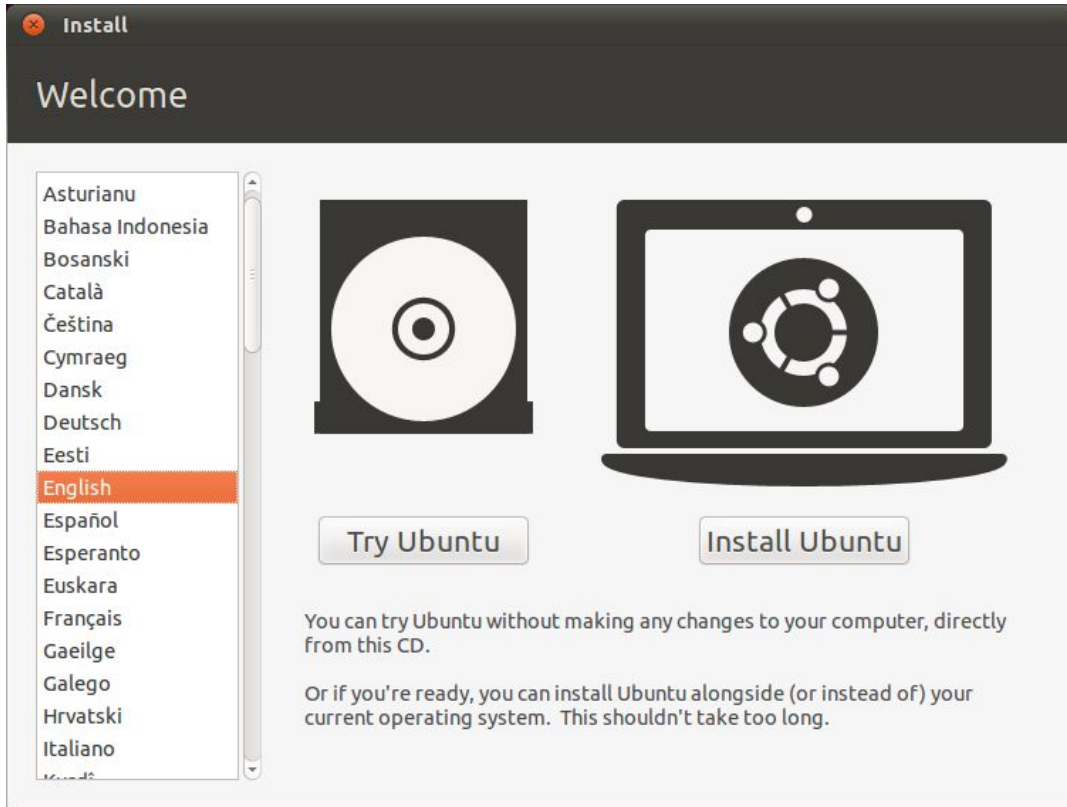 Install
Welcome
Asturianu
Bahasa Indonesia
Bosanski
Català
Čeština
Cymraeg
Dansk
Deutsch
Eesti
English
Español
Esperanto
Euskara
Français
Gaeilge
Galego
Hrvatski
Italiano
Try Ubuntu
Install Ubuntu
You can try Ubuntu without making any changes to your computer, directly
from this CD.
Or if you're ready, you can install Ubuntu alongside (or instead of) your
current operating system.  This shouldn't take too long.